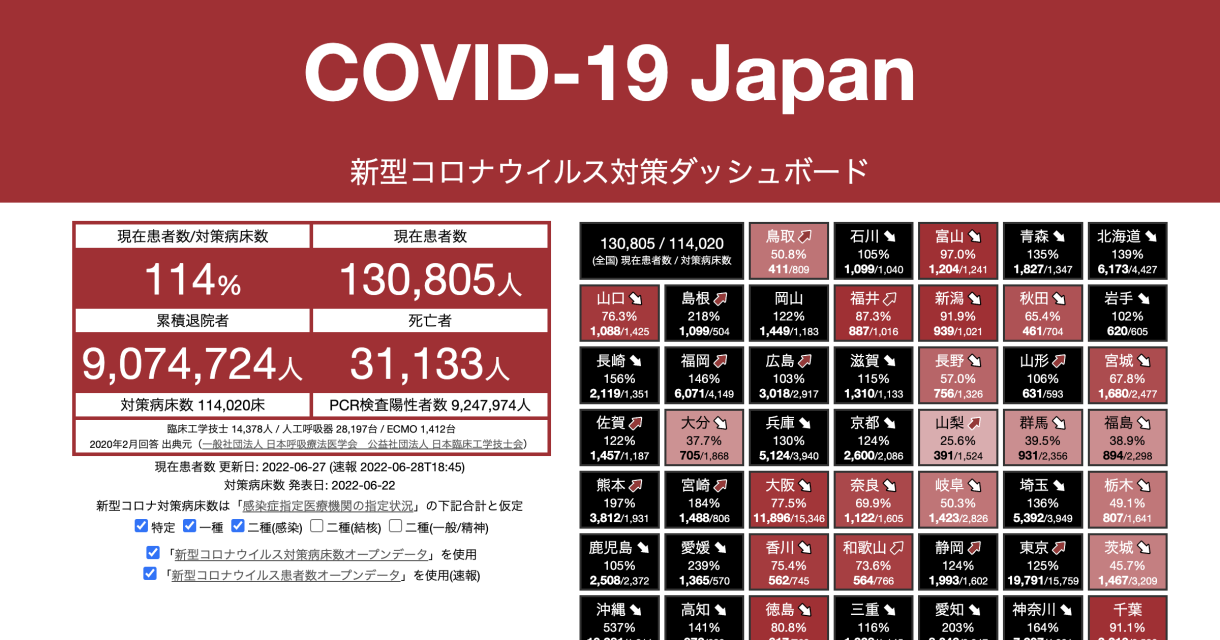 COVID-19 Japan
新型コロナウイルス対策ダッシュボード
現在患者数/対策病床数
現在患者数
114%
130,805人
累積退院者
死亡者
9,074,724人
31,133人
対策病床数 114,020床
PCR検査陽性者数 9,247,974人
臨床工学技士 14,378人 / 人工呼吸器 28,197台 / ECMO 1,412台
2020年2月回答 出典元（一般社団法人 日本呼吸療法医学会　公益社団法人 日本臨床工学技士会）
現在患者数 更新日: 2022-06-27 (速報 2022-06-28T18:45)
対策病床数 発表日: 2022-06-22
新型コロナ対策病床数は「感染症指定医療機関の指定状況」の下記合計と仮定
特定 一種 二種(感染) 二種(結核) 二種(一般/精神)
「新型コロナウイルス対策病床数オープンデータ」を使用
「新型コロナウイルス患者数オープンデータ」を使用(速報)
130,805 / 114,020
(全国) 現在患者数 / 対策病床数
鳥取
50.8%
411/809
石川
105%
1,099/1,040
富山
97.0%
1,204/1,241
青森
135%
1,827/1,347
北海道
139%
6,173/4,427
山口
76.3%
1,088/1,425
島根
218%
1,099/504
岡山
122%
1,449/1,183
福井
87.3%
887/1,016
新潟
91.9%
939/1,021
秋田
65.4%
461/704
岩手
102%
620/605
長崎
156%
2,119/1,351
福岡
146%
6,071/4,149
広島
103%
3,018/2,917
滋賀
115%
1,310/1,133
長野
57.0%
756/1,326
山形
106%
631/593
宮城
67.8%
1,680/2,477
佐賀
122%
1,457/1,187
大分
37.7%
705/1,868
兵庫
130%
5,124/3,940
京都
124%
2,600/2,086
山梨
25.6%
391/1,524
群馬
39.5%
931/2,356
福島
38.9%
894/2,298
熊本
197%
3,812/1,931
宮崎
184%
1,488/806
大阪
77.5%
11,896/15,346
奈良
69.9%
1,122/1,605
岐阜
50.3%
1,423/2,826
埼玉
136%
5,392/3,949
栃木
49.1%
807/1,641
鹿児島
105%
2,508/2,372
愛媛
239%
1,365/570
香川
75.4%
562/745
和歌山
73.6%
564/766
静岡
124%
1,993/1,602
東京
125%
19,791/15,759
茨城
45.7%
1,467/3,209
沖縄
537%
高知
141%
徳島
80.8%
三重
116%
愛知
203%
神奈川
164%
千葉
91.1%